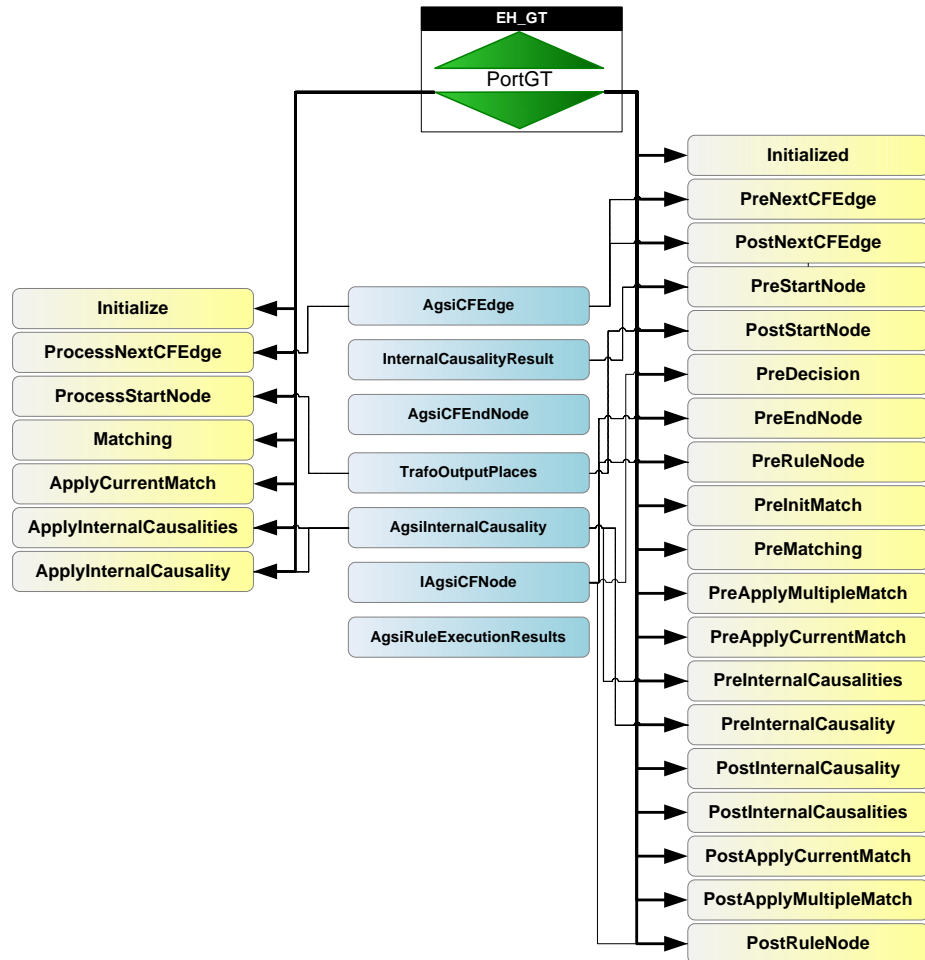 EH_GT
PortGT
Initialize
ProcessNextCFEdge
ProcessStartNode
Matching
ApplyCurrentMatch
ApplyInternalCausalities
ApplyInternalCausality
AgsiCFEdge
InternalCausalityResult
AgsiCFEndNode
TrafoOutputPlaces
AgsiInternalCausality
IAgsiCFNode
AgsiRuleExecutionResults
Initialized
PreNextCFEdge
PostNextCFEdge
PreStartNode
PostStartNode
PreDecision
PreEndNode
PreRuleNode
PreInitMatch
PreMatching
PreApplyMultipleMatch
PreApplyCurrentMatch
PreInternalCausalities
PreInternalCausality
PostInternalCausality
PostInternalCausalities
PostApplyCurrentMatch
PostApplyMultipleMatch
PostRuleNode